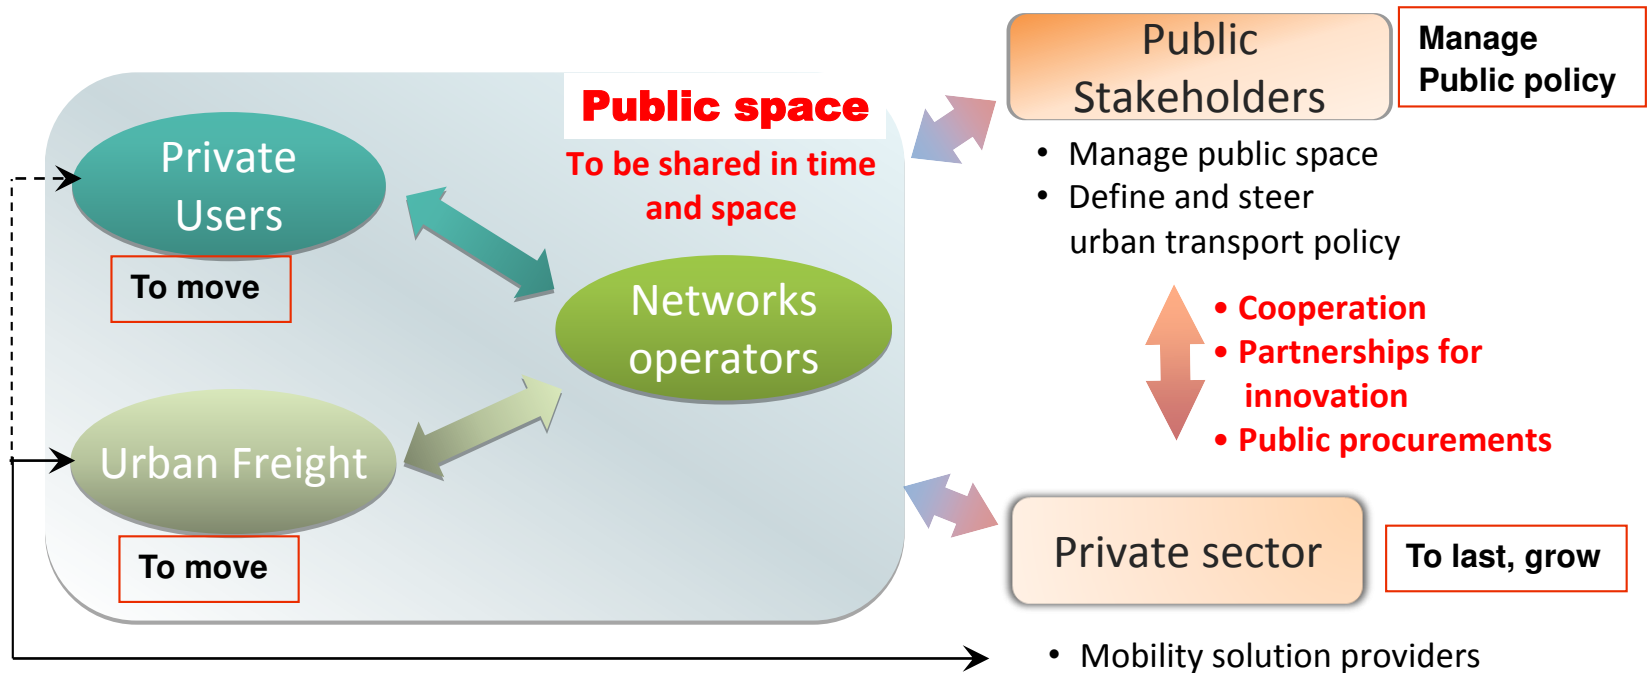 Public space
To be shared in time
and space
Private
Users
To move
Networks
operators
Urban Freight
To move
Public
Stakeholders
Manage
Public policy
• Manage public space
• Define and steer
urban transport policy
• Cooperation
• Partnerships for
innovation
• Public procurements
Private sector
To last, grow
• Mobility solution providers